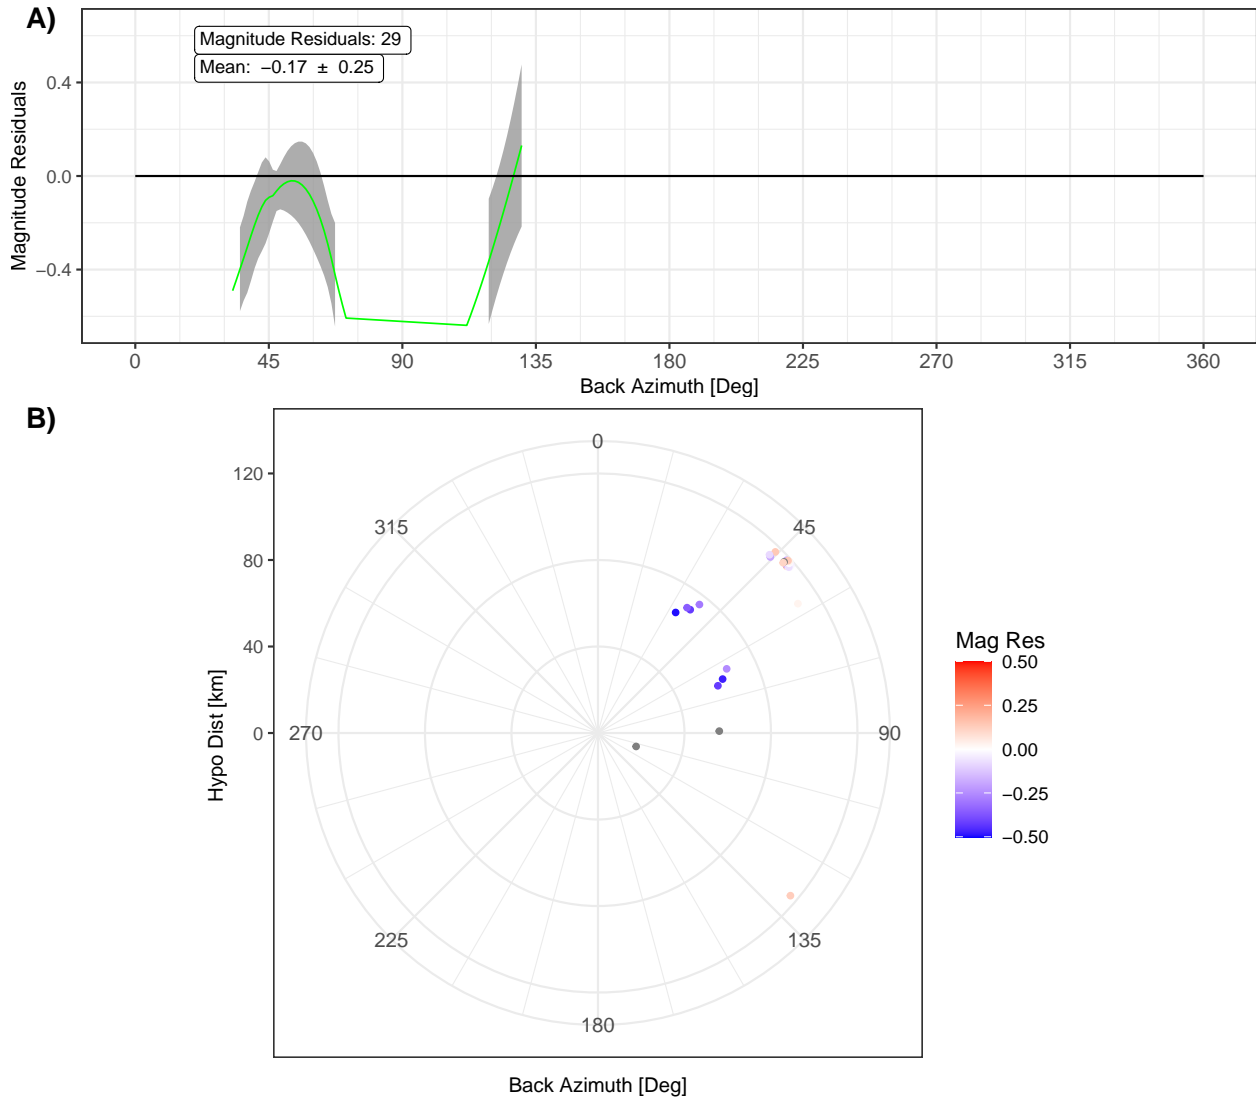 A)
Magnitude Residuals: 29
Mean:  −0.17  ±  0.25
0.4
0.0
−0.4
Magnitude Residuals
0 45 90 135 180 225 270 315 360
Back Azimuth [Deg]
B)
0
45
90
135
180
225
270
315
120
80
40
0
Hypo Dist [km]
Back Azimuth [Deg]
Mag Res
0.50
0.25
0.00
−0.25
−0.50